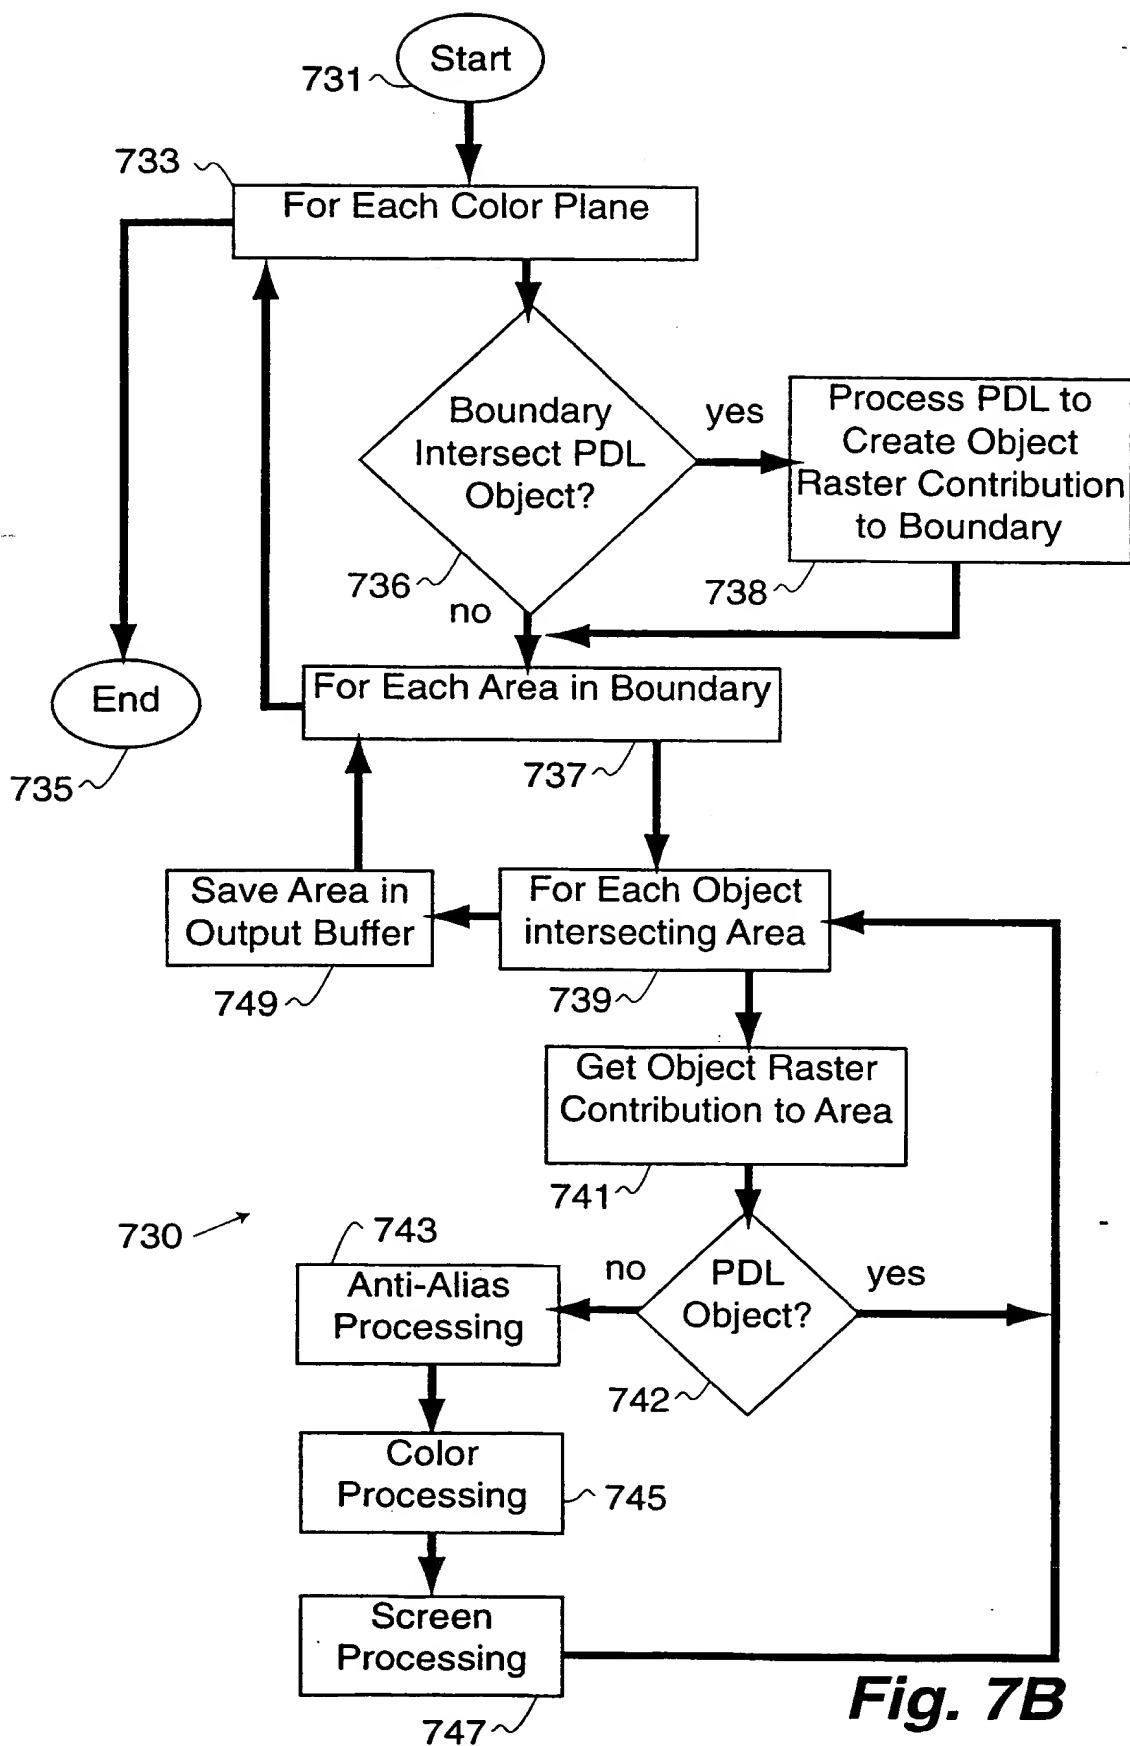 Start
731
733
For Each Color Plane
Boundary
Intersect PDL
Object?
yes
Process PDL to
Create Object
Raster Contribution
to Boundary
736
738
no
For Each Area in Boundary
End
735
737
Save Area in
Output Buffer
For Each Object
intersecting Area
749
739
Get Object Raster
Contribution to Area
741
730
743
no
PDL
Object?
yes
Anti-Alias
Processing
742
Color
Processing
745
Screen
Processing
747
Fig. 7B